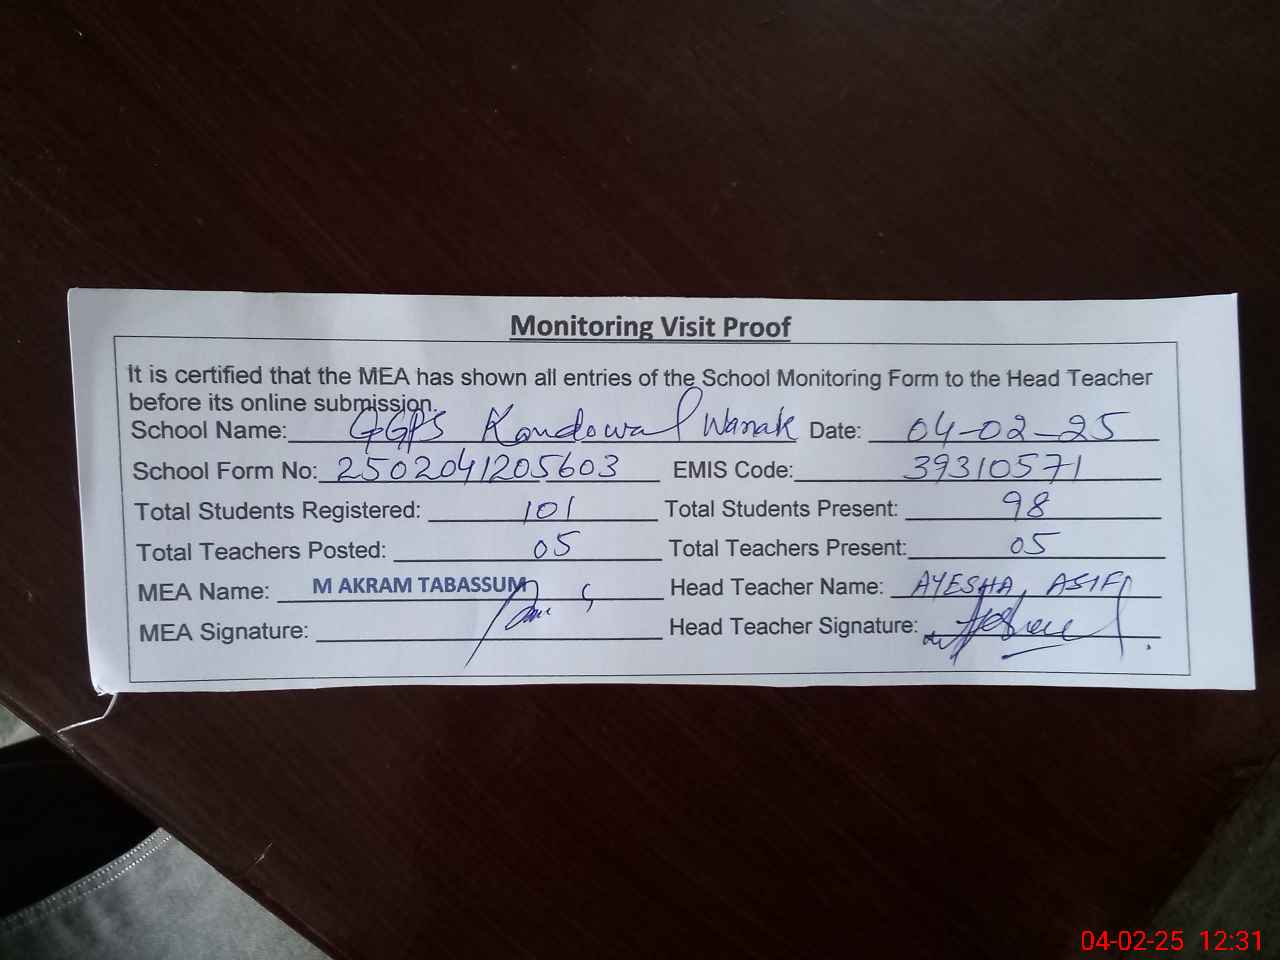 Monitoring Visit Proof
It is certified that the MEA has shown all entries of the School Monitoring Form to the Head Teacher
before its online submission.
School Name: GGPS Kandowal Warrak Date: 04-02-25
School Form No: 2502041205603 EMIS Code: 39310571
Total Students Registered: 101 Total Students Present: 98
Total Teachers Posted: 05 Total Teachers Present: 05
MEA Name: M AKRAM TABASSUM Head Teacher Name: AYESHA ASIF
MEA Signature: Head Teacher Signature:
04-02-25 12:31